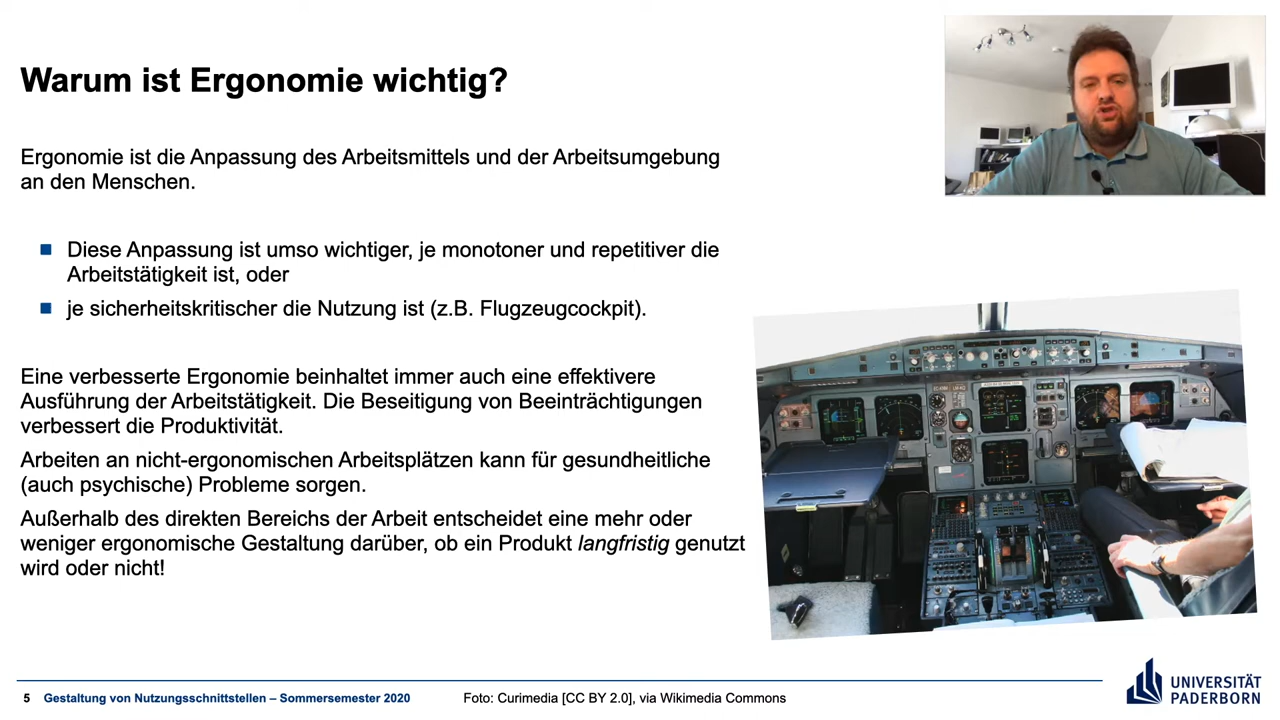 Warum ist Ergonomie wichtig?
Ergonomie ist die Anpassung des Arbeitsmittels und der Arbeitsumgebung
an den Menschen.
Diese Anpassung ist umso wichtiger, je monotoner und repetitiver die
Arbeitstätigkeit ist, oder
je sicherheitskritischer die Nutzung ist (z.B. Flugzeugcockpit).
Eine verbesserte Ergonomie beinhaltet immer auch eine effektivere
Ausführung der Arbeitstätigkeit. Die Beseitigung von Beeinträchtigungen
verbessert die Produktivität.
Arbeiten an nicht-ergonomischen Arbeitsplätzen kann für gesundheitliche
(auch psychische) Probleme sorgen.
Außerhalb des direkten Bereichs der Arbeit entscheidet eine mehr oder
weniger ergonomische Gestaltung darüber, ob ein Produkt langfristig genutzt
wird oder nicht!
5 Gestaltung von Nutzungsschnittstellen – Sommersemester 2020 Foto: Curimedia [CC BY 2.0], via Wikimedia Commons
UNIVERSITÄT
PADERBORN